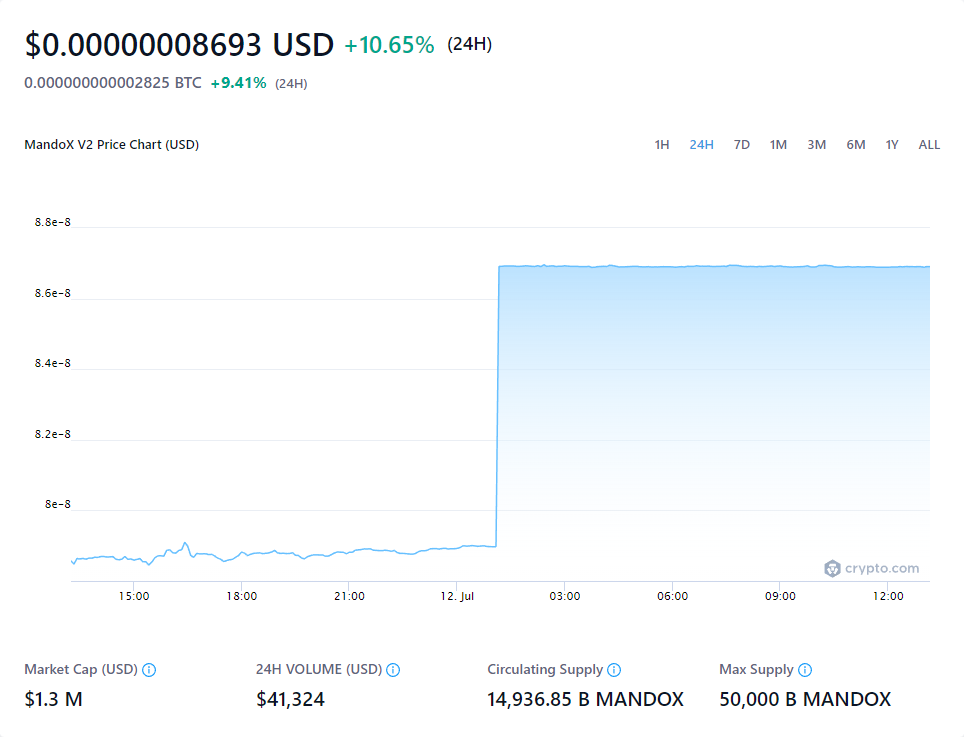 $0.00000008693 USD +10.65% (24H)
0.000000000002825 BTC +9.41% (24H)
MandoX V2 Price Chart (USD) 1H 24H 7D 1M 3M 6M 1Y ALL
8.8e-8
8.6e-8
8.4e-8
8.2e-8
8e-8
crypto.com
15:00 18:00 21:00 12. Jul 03:00 06:00 09:00 12:00
Market Cap (USD) 24H VOLUME (USD) Circulating Supply Max Supply
$1.3 M $41,324 14,936.85 B MANDOX 50,000 B MANDOX